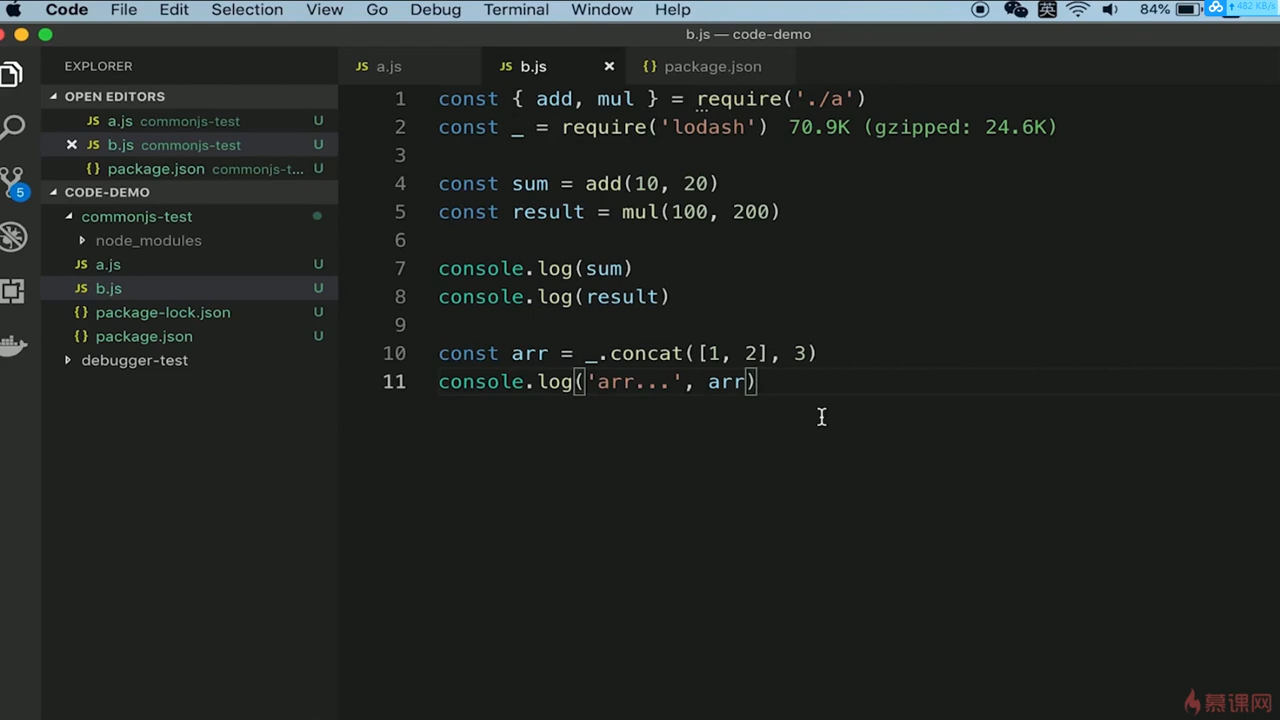 Code File Edit Selection View Go Debug Terminal Window Help 英 84% 482 KB/s
b.js — code-demo
EXPLORER
JS a.js
JS b.js
{} package.json
OPEN EDITORS
JS a.js commonjs-test U
JS b.js commonjs-test U
{} package.json commonjs-t... U
CODE-DEMO
commonjs-test
node_modules
JS a.js U
JS b.js U
{} package-lock.json U
{} package.json U
debugger-test
5
1 const { add, mul } = require('./a')
2 const _ = require('lodash') 70.9K (gzipped: 24.6K)
3
4 const sum = add(10, 20)
5 const result = mul(100, 200)
6
7 console.log(sum)
8 console.log(result)
9
10 const arr = _.concat([1, 2], 3)
11 console.log('arr...', arr)
慕课网